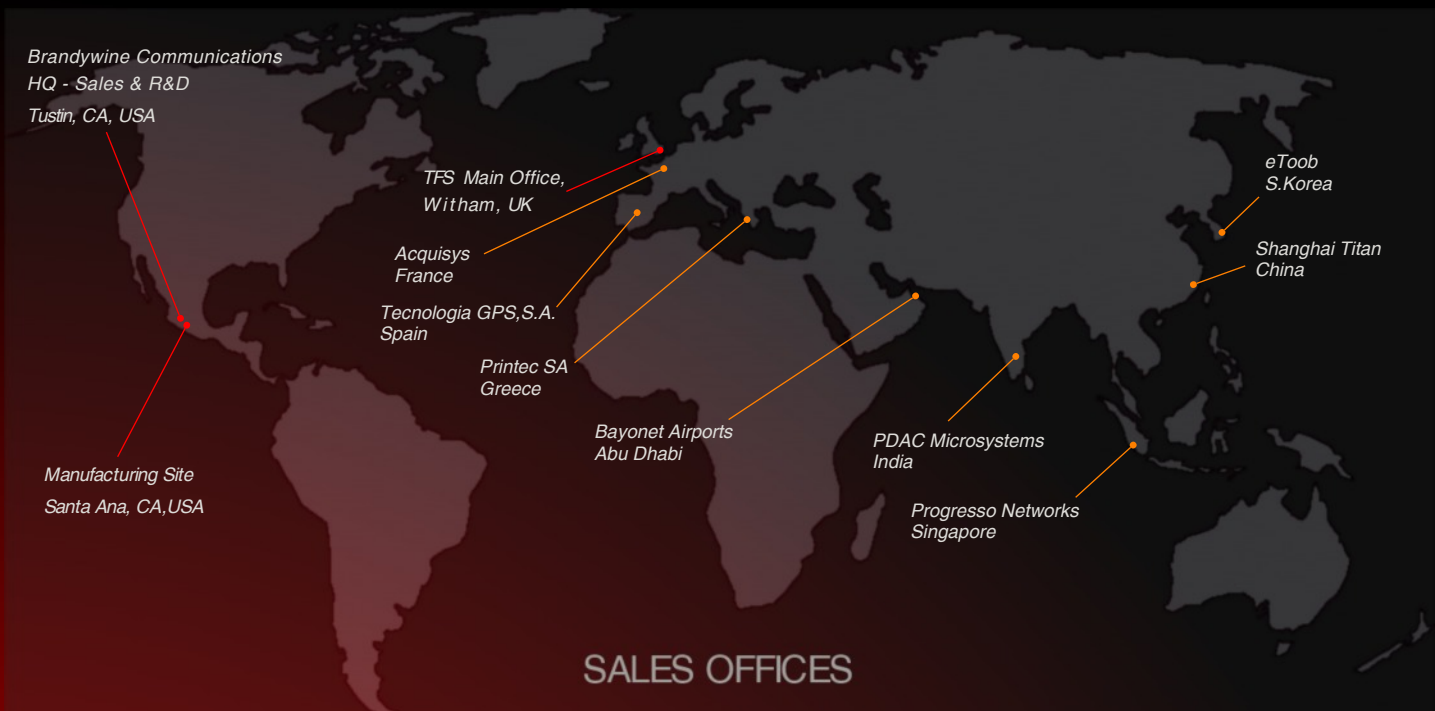 Brandywine Communications
HQ - Sales & R&D
Tustin, CA, USA
TFS Main Office,
Witham, UK
Acquisys
France
Tecnologia GPS,S.A.
Spain
Printec SA
Greece
Bayonet Airports
Abu Dhabi
PDAC Microsystems
India
Progresso Networks
Singapore
eToob
S.Korea
Shanghai Titan
China
Manufacturing Site
Santa Ana, CA,USA
SALES OFFICES